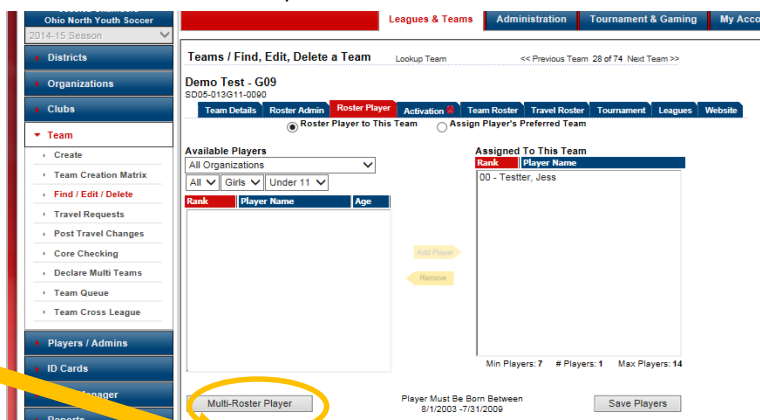 Ohio North Youth Soccer
2014-15 Season
Leagues & Teams
Administration
Tournament & Gaming
My Acco
Districts
Organizations
Clubs
Team
Create
Team Creation Matrix
Find / Edit / Delete
Travel Requests
Post Travel Changes
Core Checking
Declare Multi Teams
Team Queue
Team Cross League
Players / Admins
ID Cards
nager
Reports
Teams / Find, Edit, Delete a Team
Lookup Team
<< Previous Team 28 of 74 Next Team >>
Demo Test - G09
SD05-013G11-0090
Team Details
Roster Admin
Roster Player
Activation
Team Roster
Travel Roster
Tournament
Leagues
Website
Roster Player to This Team
Assign Player's Preferred Team
Available Players
All Organizations
All Girls Under 11
Rank Player Name Age
Add Player
Remove
Assigned To This Team
Rank Player Name
00 - Testter, Jess
Min Players: 7 # Players: 1 Max Players: 14
Multi-Roster Player
Player Must Be Born Between
8/1/2003 -7/31/2009
Save Players